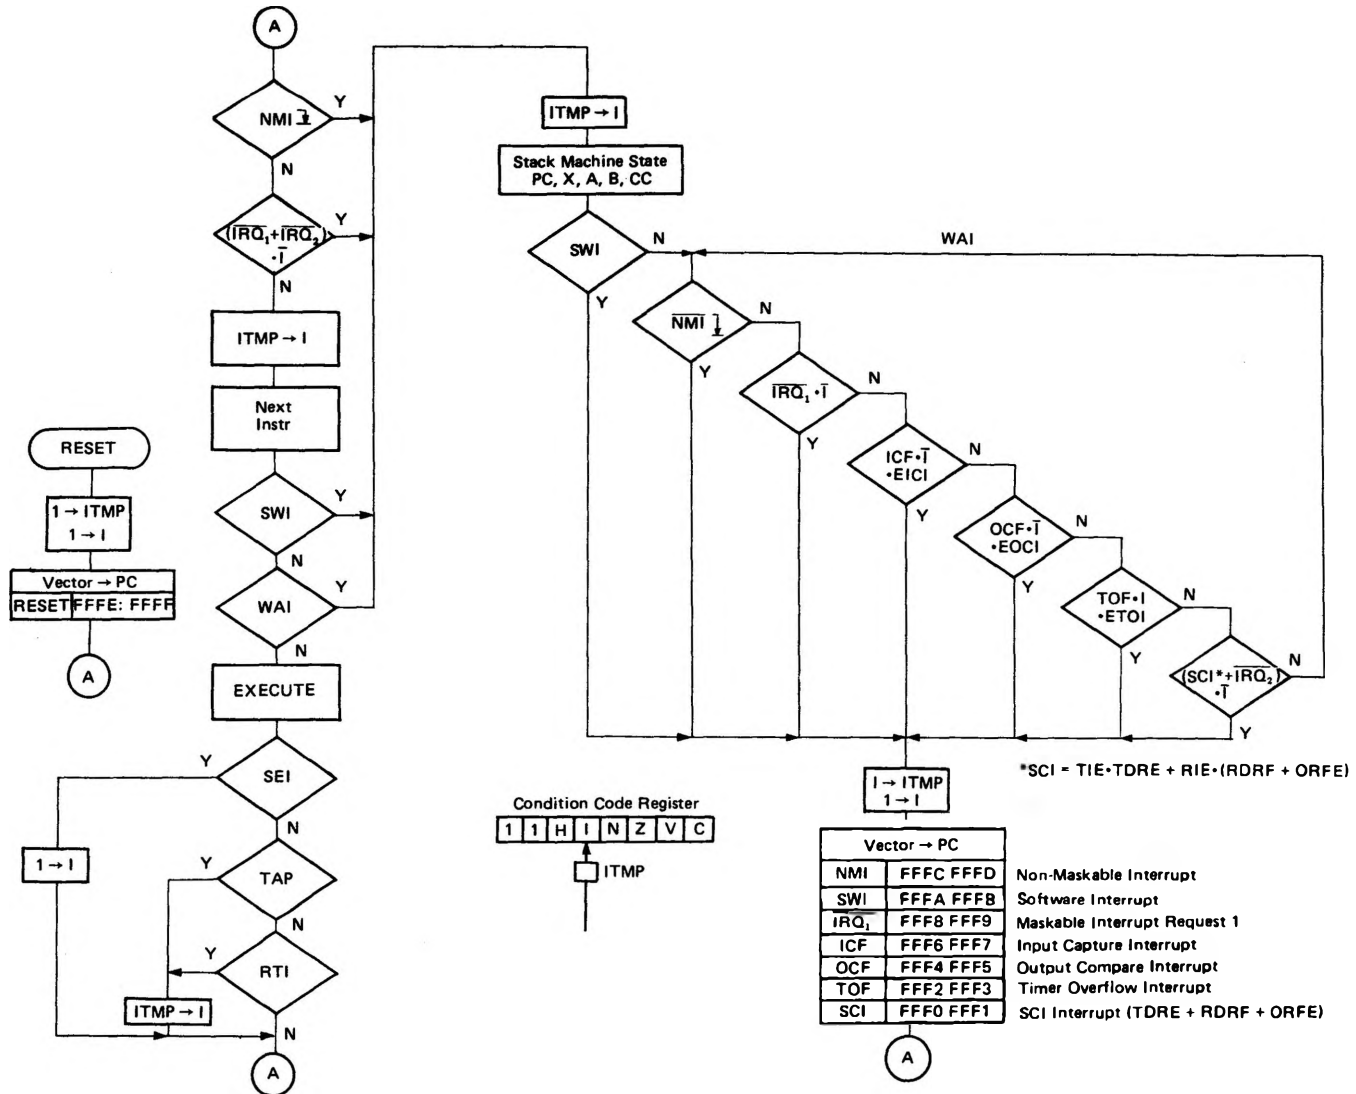 A
NMI
Y
N
(IRQ₁+IRQ₂)
•I
Y
N
ITMP → I
Next
Instr
SWI
Y
N
WAI
Y
N
EXECUTE
SEI
Y
N
1 → I
TAP
Y
N
RTI
Y
ITMP → I
N
A
RESET
1 → ITMP
1 → I
Vector → PC
RESET FFFE: FFFF
A
ITMP → I
Stack Machine State
PC, X, A, B, CC
SWI
N
Y
WAI
N̅M̅I̅
N
Y
I̅R̅Q̅₁ • I̅
N
Y
ICF•I̅
•EICI
N
Y
OCF•I̅
•EOCI
N
Y
TOF•I
•ETOI
N
Y
(SCI*+I̅R̅Q̅₂)
•I̅
N
Y
*SCI = TIE•TDRE + RIE•(RDRF + ORFE)
I → ITMP
1 → I
Condition Code Register
1 1 H I N Z V C
ITMP
Vector → PC
NMI FFFC FFFD Non-Maskable Interrupt
SWI FFFA FFFB Software Interrupt
I̅R̅Q̅₁ FFF8 FFF9 Maskable Interrupt Request 1
ICF FFF6 FFF7 Input Capture Interrupt
OCF FFF4 FFF5 Output Compare Interrupt
TOF FFF2 FFF3 Timer Overflow Interrupt
SCI FFF0 FFF1 SCI Interrupt (TDRE + RDRF + ORFE)
A